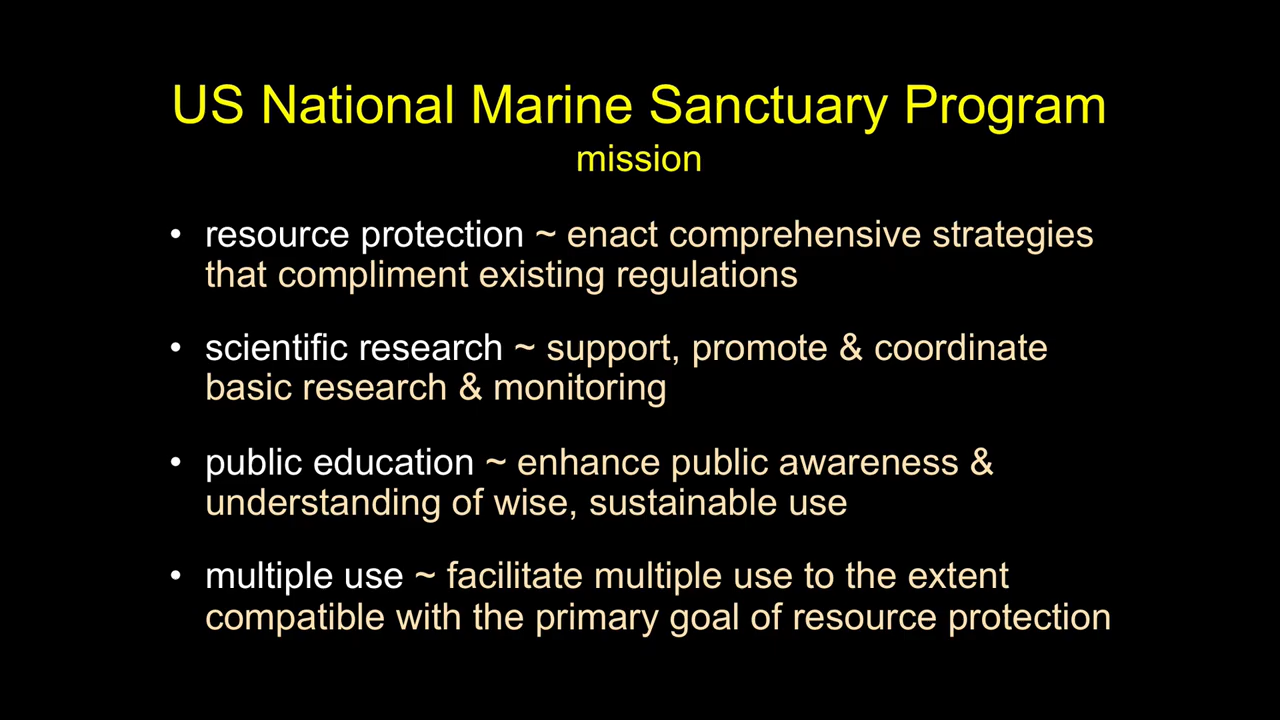 US National Marine Sanctuary Program
mission
• resource protection ~ enact comprehensive strategies
that compliment existing regulations
• scientific research ~ support, promote & coordinate
basic research & monitoring
• public education ~ enhance public awareness &
understanding of wise, sustainable use
• multiple use ~ facilitate multiple use to the extent
compatible with the primary goal of resource protection